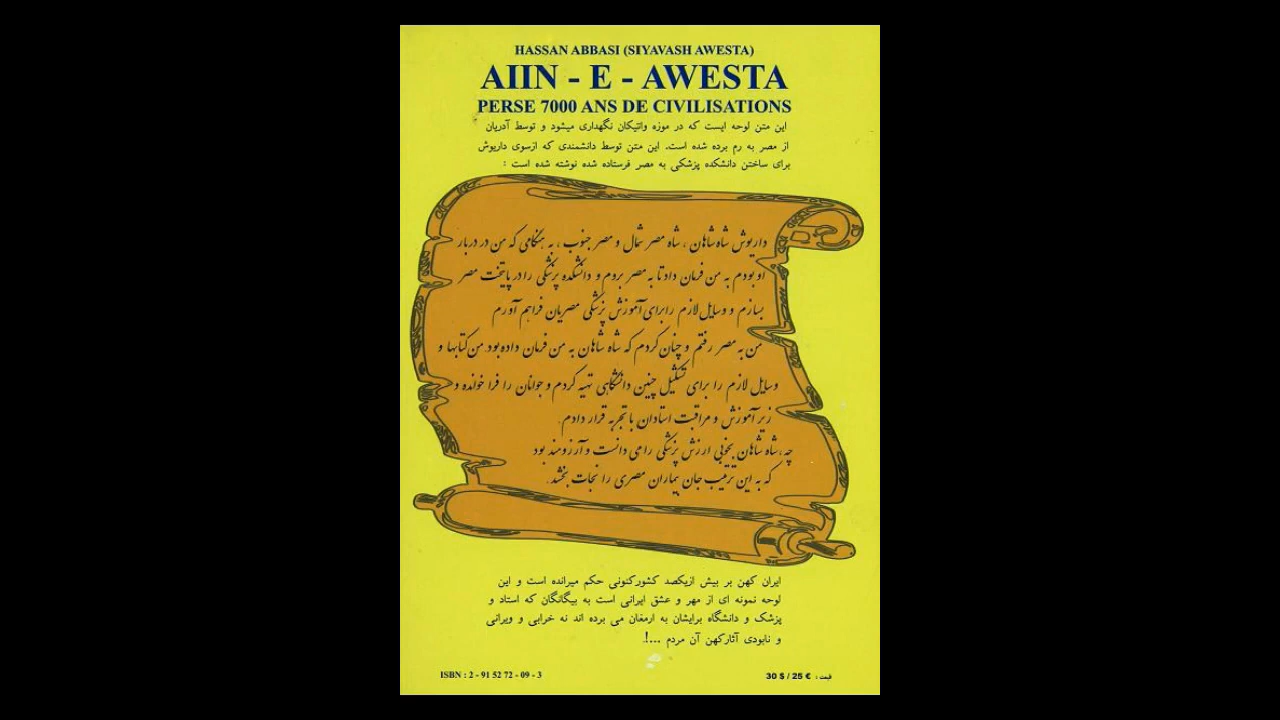 HASSAN ABBASI (SIYAVASH AWESTA)
AIIN - E - AWESTA
PERSE 7000 ANS DE CIVILISATIONS
این متن لوحه ایست که در موزه واتیکان نگهداری میشود و توسط آدریان
از مصر به رم برده شده است. این متن توسط دانشمندی که ازسوی داریوش
برای ساختن دانشکده پزشکی به مصر فرستاده شده نوشته شده است :
داریوش شاه شاهان ، شاه مصر شمال و مصر جنوب ، به هنگامی که من در دربار
او بودم به من فرمان داد تا به مصر بروم و دانشکده پزشکی را در پایتخت مصر
بسازم و وسایل لازم را برای آموزش پزشکی مصریان فراهم آورم
من به مصر رفتم و چنان کردم که شاه شاهان به من فرمان داده بود. من کتابها و
وسایل لازم را برای تشکیل چنین دانشگاهی تهیه کردم و جوانان را فرا خوانده و
زیر آموزش و مراقبت استادان با تجربه قرار دادم.
چه، شاه شاهان بخوبی ارزش پزشکی را می دانست و آرزومند بود
که به این ترتیب جان بیماران مصری را نجات بخشد.
ایران کهن بر بیش ازیکصد کشورکنونی حکم میرانده است و این
لوحه نمونه ای از مهر و عشق ایرانی است به بیگانگان که استاد و
پزشک و دانشگاه برایشان به ارمغان می برده اند نه خرابی و ویرانی
و نابودی آثارکهن آن مردم ...!
ISBN : 2 - 91 52 72 - 09 - 3
قیمت : 30 $ / 25 €